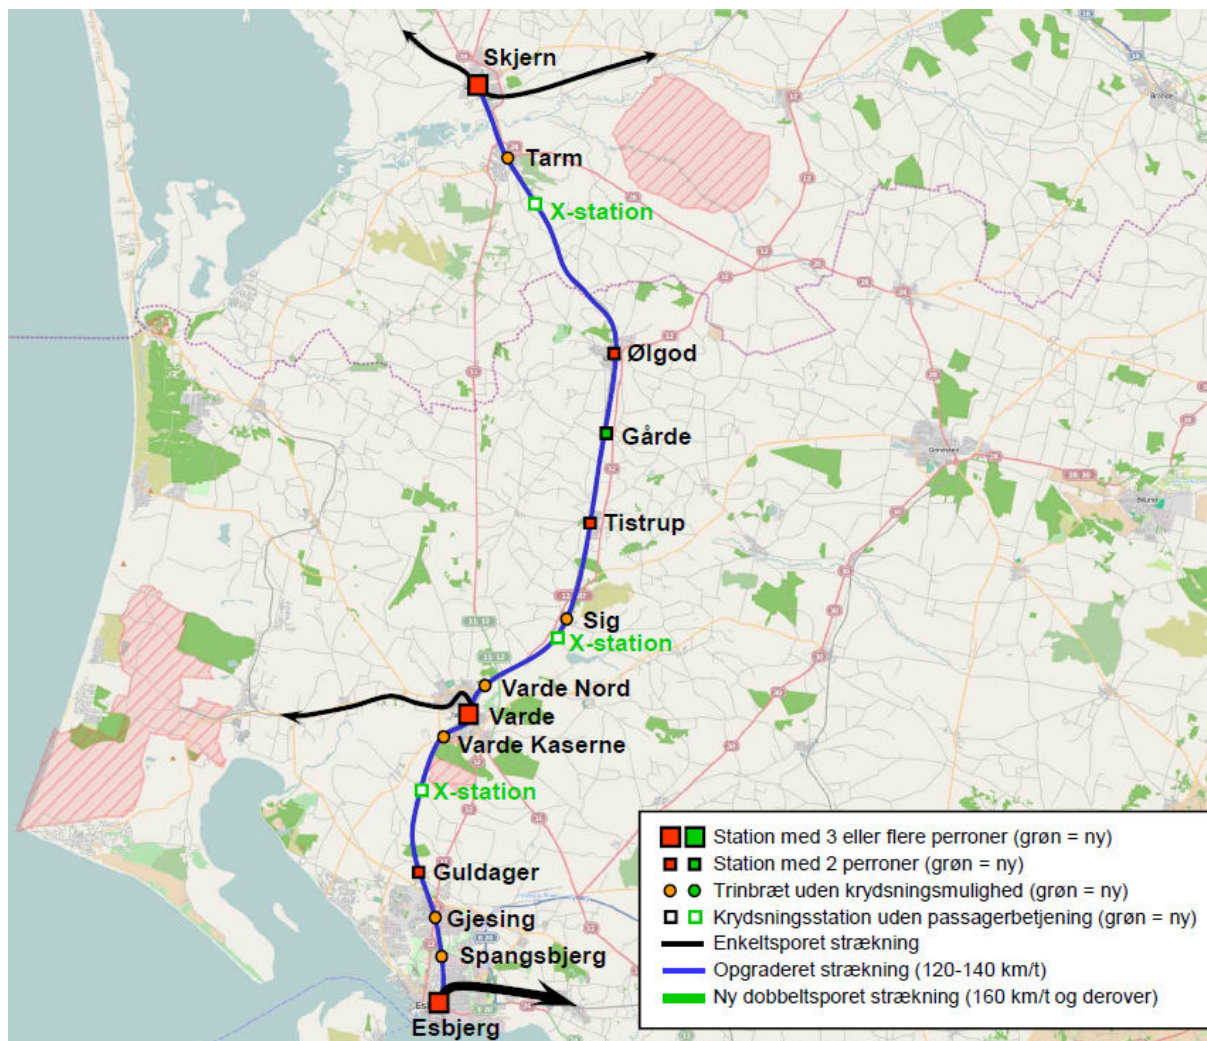 Skjern
Tarm
X-station
Ølgod
Gårde
Tistrup
Sig
X-station
Varde Nord
Varde
Varde Kaserne
X-station
Guldager
Gjesing
Spangsbjerg
Esbjerg
Station med 3 eller flere perroner (grøn = ny)
Station med 2 perroner (grøn = ny)
Trinbræt uden krydsningsmulighed (grøn = ny)
Krydsningsstation uden passagerbetjening (grøn = ny)
Enkeltsporet strækning
Opgraderet strækning (120-140 km/t)
Ny dobbeltsporet strækning (160 km/t og derover)